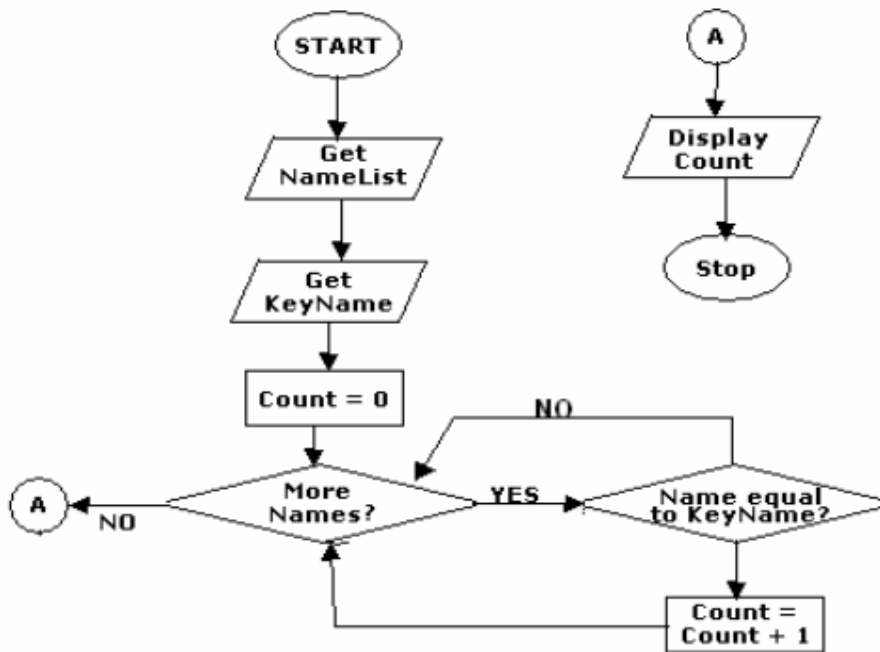 START
Get
NameList
Get
KeyName
Count = 0
More
Names?
NO
A
YES
Name equal
to KeyName?
NO
Count =
Count + 1
A
Display
Count
Stop